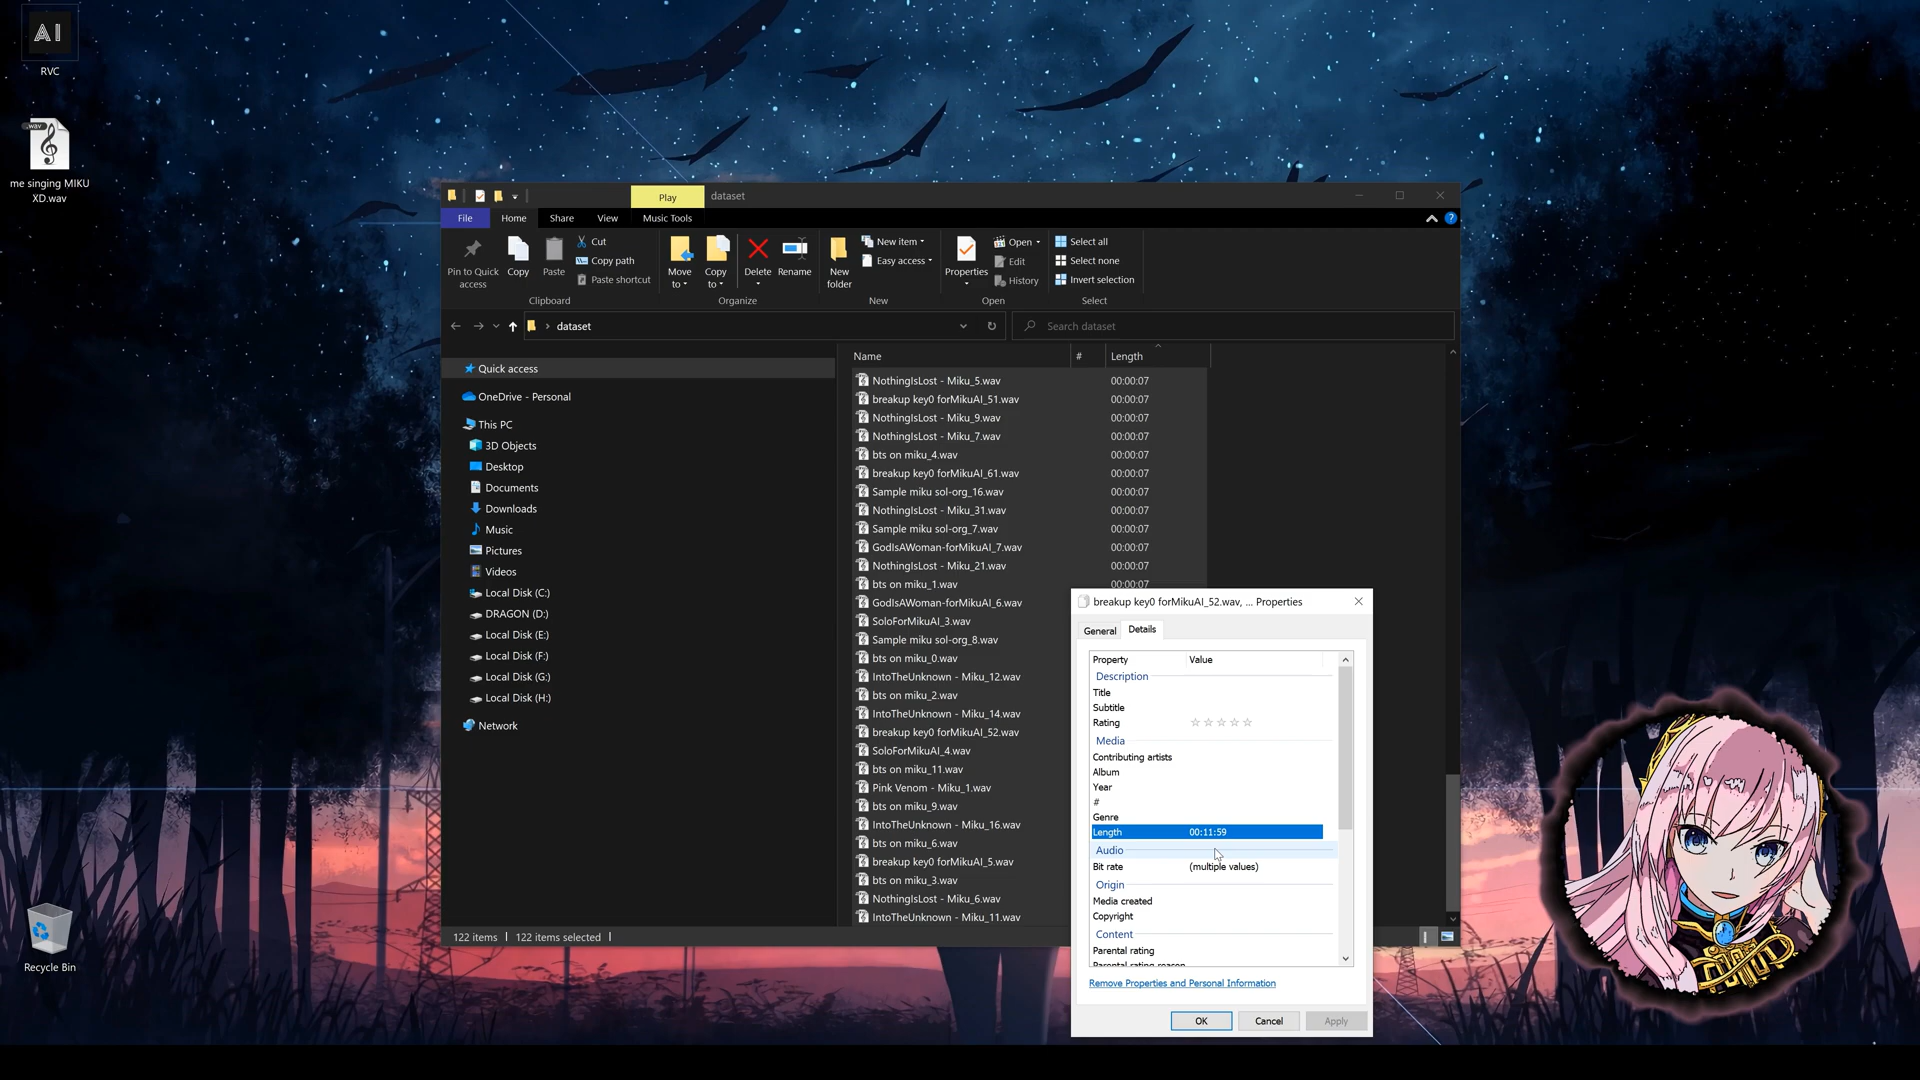 AI
RVC
.wav
me singing MIKU
XD.wav
Recycle Bin
Play
dataset
File
Home
Share
View
Music Tools
Pin to Quick
access
Copy
Paste
Cut
Copy path
Paste shortcut
Clipboard
Move
to
Copy
to
Delete
Rename
Organize
New
folder
New item
Easy access
New
Properties
Open
Edit
History
Open
Select all
Select none
Invert selection
Select
dataset
Search dataset
Quick access
OneDrive - Personal
This PC
3D Objects
Desktop
Documents
Downloads
Music
Pictures
Videos
Local Disk (C:)
DRAGON (D:)
Local Disk (E:)
Local Disk (F:)
Local Disk (G:)
Local Disk (H:)
Network
Name # Length
NothingIsLost - Miku_5.wav 00:00:07
breakup key0 forMikuAI_51.wav 00:00:07
NothingIsLost - Miku_9.wav 00:00:07
NothingIsLost - Miku_7.wav 00:00:07
bts on miku_4.wav 00:00:07
breakup key0 forMikuAI_61.wav 00:00:07
Sample miku sol-org_16.wav 00:00:07
NothingIsLost - Miku_31.wav 00:00:07
Sample miku sol-org_7.wav 00:00:07
GodIsAWoman-forMikuAI_7.wav 00:00:07
NothingIsLost - Miku_21.wav 00:00:07
bts on miku_1.wav 00:00:07
GodIsAWoman-forMikuAI_6.wav
SoloForMikuAI_3.wav
Sample miku sol-org_8.wav
bts on miku_0.wav
IntoTheUnknown - Miku_12.wav
bts on miku_2.wav
IntoTheUnknown - Miku_14.wav
breakup key0 forMikuAI_52.wav
SoloForMikuAI_4.wav
bts on miku_11.wav
Pink Venom - Miku_1.wav
bts on miku_9.wav
IntoTheUnknown - Miku_16.wav
bts on miku_6.wav
breakup key0 forMikuAI_5.wav
bts on miku_3.wav
NothingIsLost - Miku_6.wav
IntoTheUnknown - Miku_11.wav
122 items
122 items selected
breakup key0 forMikuAI_52.wav, ... Properties
General
Details
Property Value
Description
Title
Subtitle
Rating
Media
Contributing artists
Album
Year
#
Genre
Length 00:11:59
Audio
Bit rate (multiple values)
Origin
Media created
Copyright
Content
Parental rating
Parental rating reason
Remove Properties and Personal Information
OK
Cancel
Apply